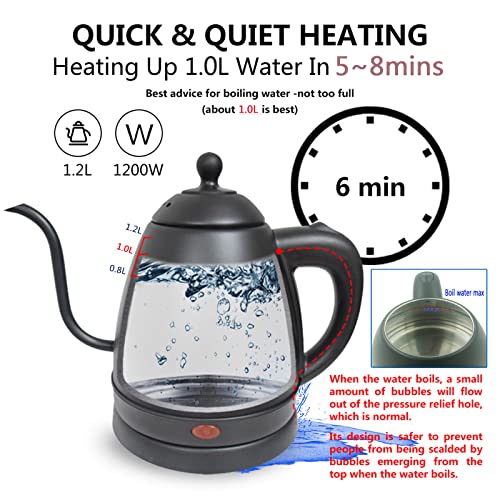 QUICK & QUIET HEATING
Heating Up 1.0L Water In 5~8mins
Best advice for boiling water -not too full
(about 1.0L is best)
1.2L
W
1200W
6 min
1.2L
1.0L
0.8L
Boil water max
When the water boils, a small
amount of bubbles will flow
out of the pressure relief hole,
which is normal.
Its design is safer to prevent
people from being scalded by
bubbles emerging from the
top when the water boils.